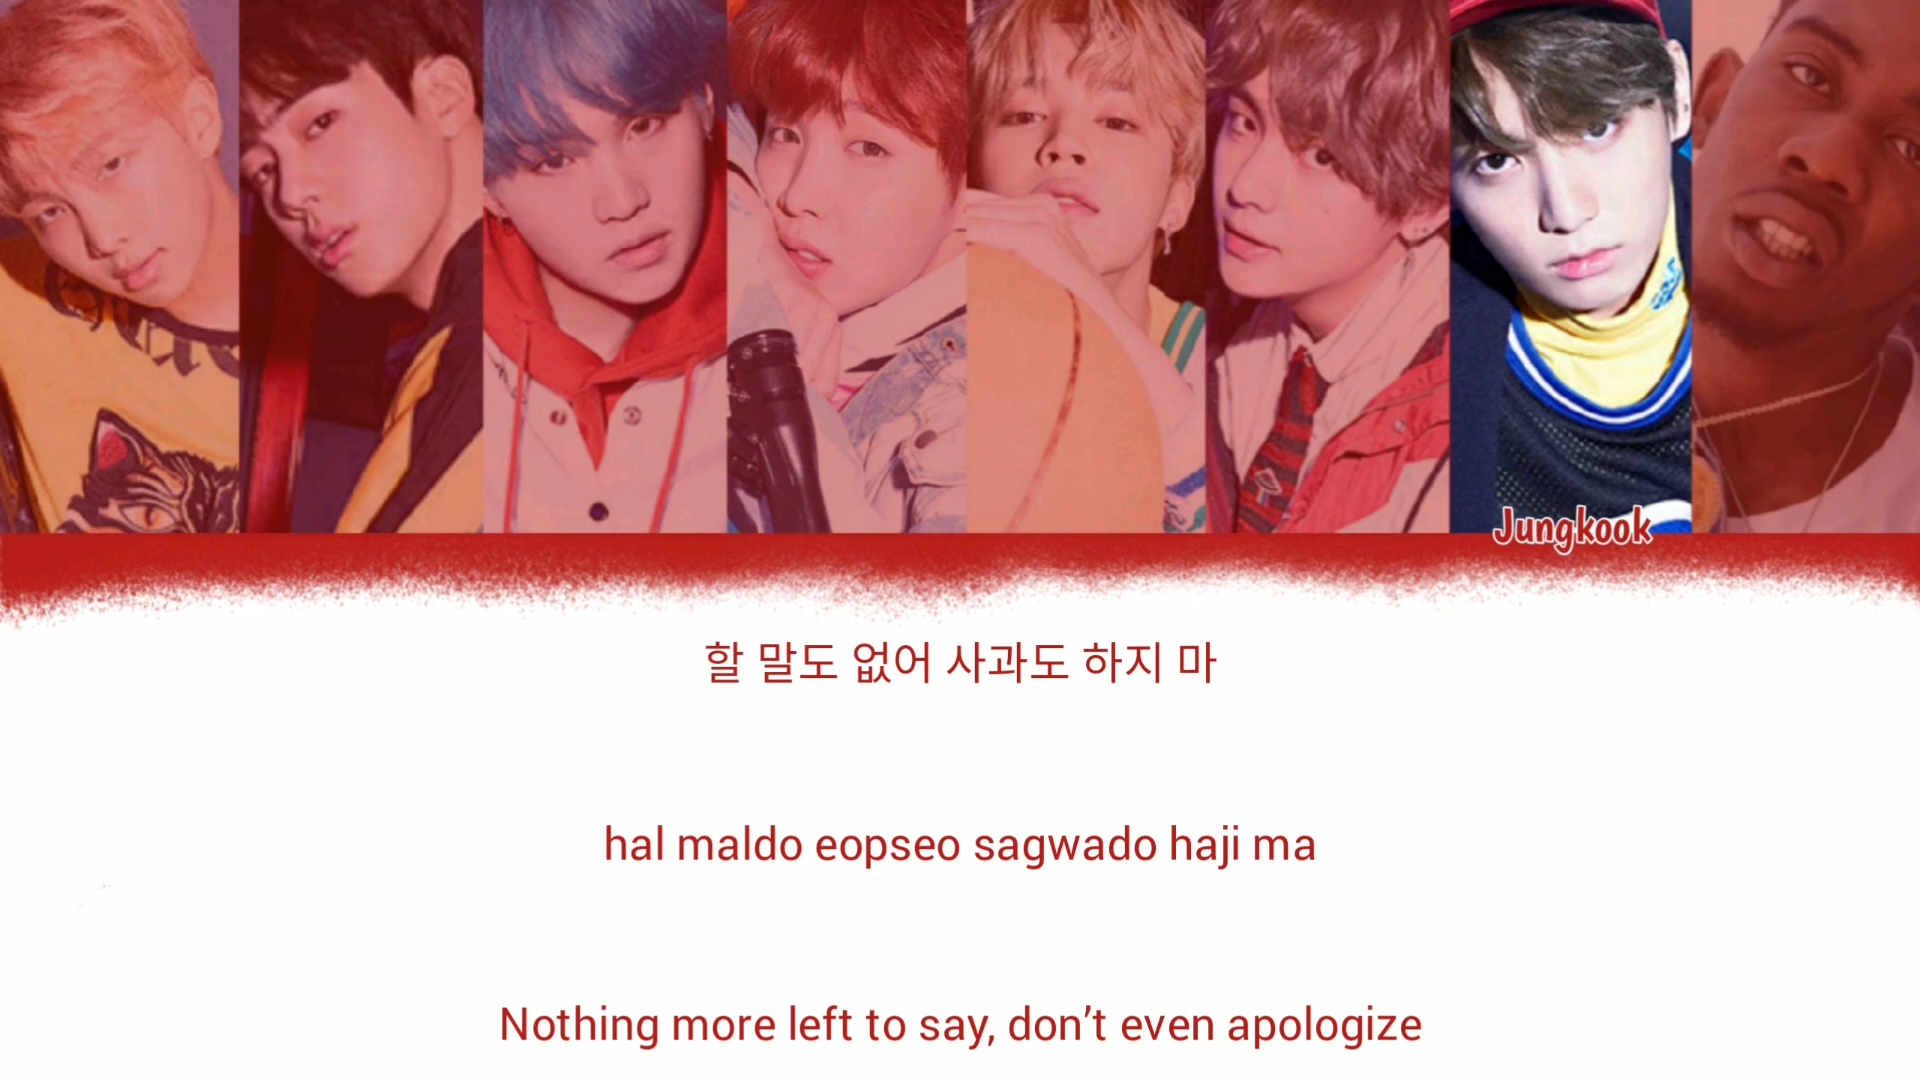 Jungkook
할 말도 없어 사과도 하지 마
hal maldo eopseo sagwado haji ma
Nothing more left to say, don’t even apologize